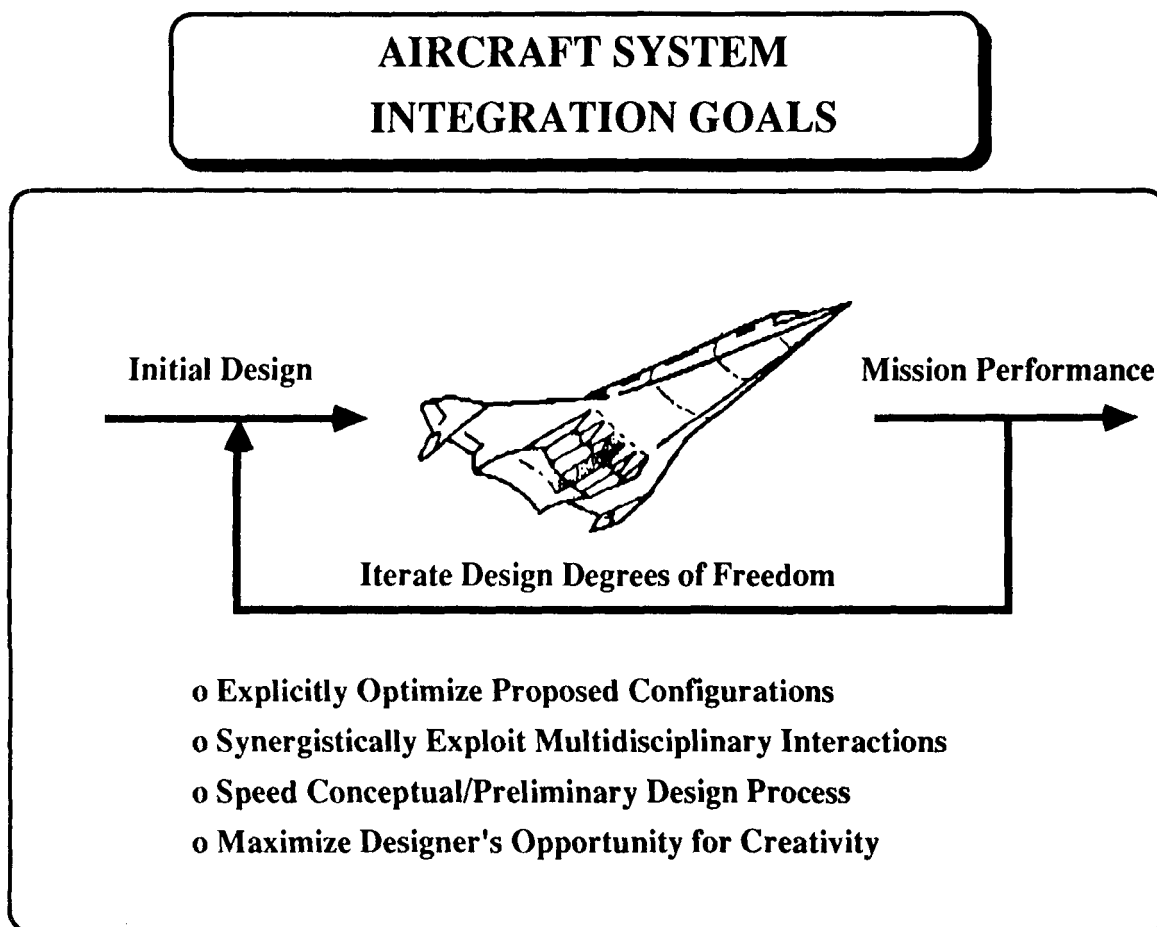 AIRCRAFT SYSTEM
INTEGRATION GOALS
Initial Design
Mission Performance
Iterate Design Degrees of Freedom
o Explicitly Optimize Proposed Configurations
o Synergistically Exploit Multidisciplinary Interactions
o Speed Conceptual/Preliminary Design Process
o Maximize Designer's Opportunity for Creativity